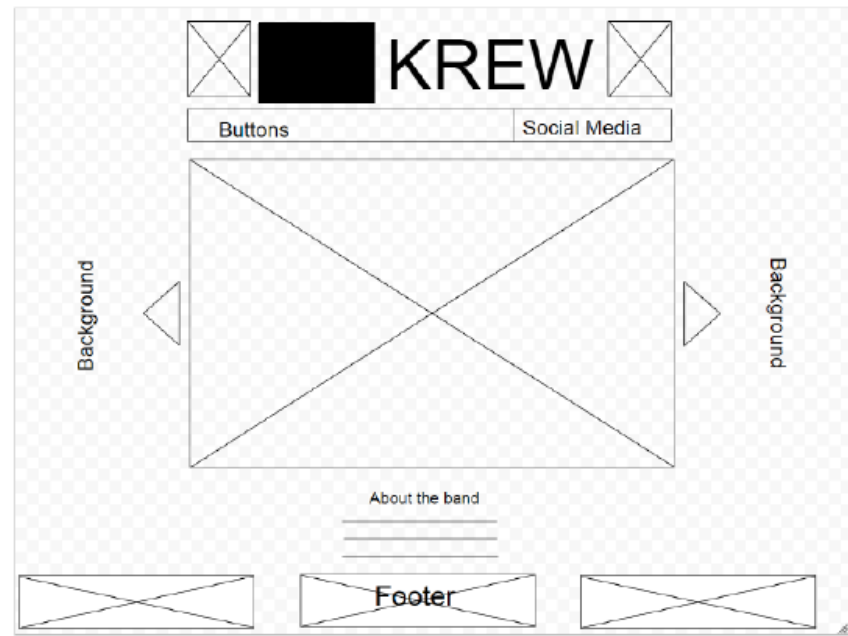 KREW
Buttons
Social Media
Background
Background
About the band
Footer